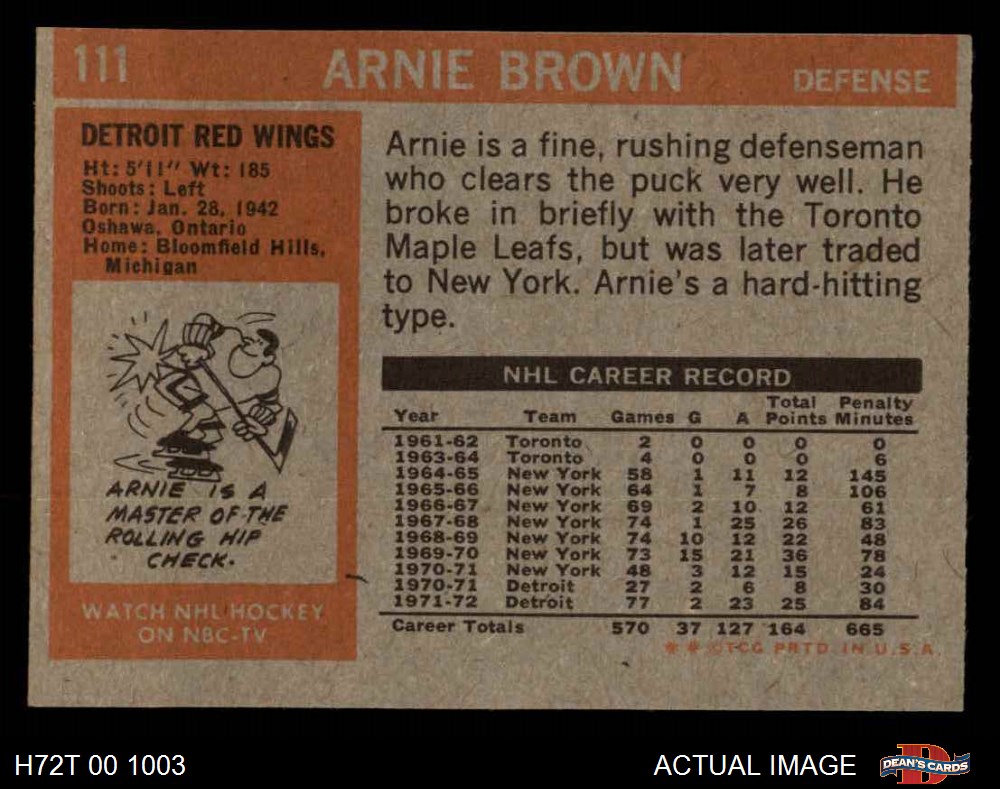 111 ARNIE BROWN DEFENSE
DETROIT RED WINGS
Ht: 5'11" Wt: 185
Shoots: Left
Born: Jan. 28, 1942
Oshawa, Ontario
Home: Bloomfield Hills,
Michigan
ARNIE IS A
MASTER OF THE
ROLLING HIP
CHECK.
WATCH NHL HOCKEY
ON NBC-TV
Arnie is a fine, rushing defenseman
who clears the puck very well. He
broke in briefly with the Toronto
Maple Leafs, but was later traded
to New York. Arnie's a hard-hitting
type.
NHL CAREER RECORD
Total Penalty
Year Team Games G A Points Minutes
1961-62 Toronto 2 0 0 0 0
1963-64 Toronto 4 0 0 0 6
1964-65 New York 58 1 11 12 145
1965-66 New York 64 1 7 8 106
1966-67 New York 69 2 10 12 61
1967-68 New York 74 1 25 26 83
1968-69 New York 74 10 12 22 48
1969-70 New York 73 15 21 36 78
1970-71 New York 48 3 12 15 24
1970-71 Detroit 27 2 6 8 30
1971-72 Detroit 77 2 23 25 84
Career Totals 570 37 127 164 665
* * © T.C.G. PRTD IN U.S.A.
H72T 00 1003 ACTUAL IMAGE DEAN'S CARDS